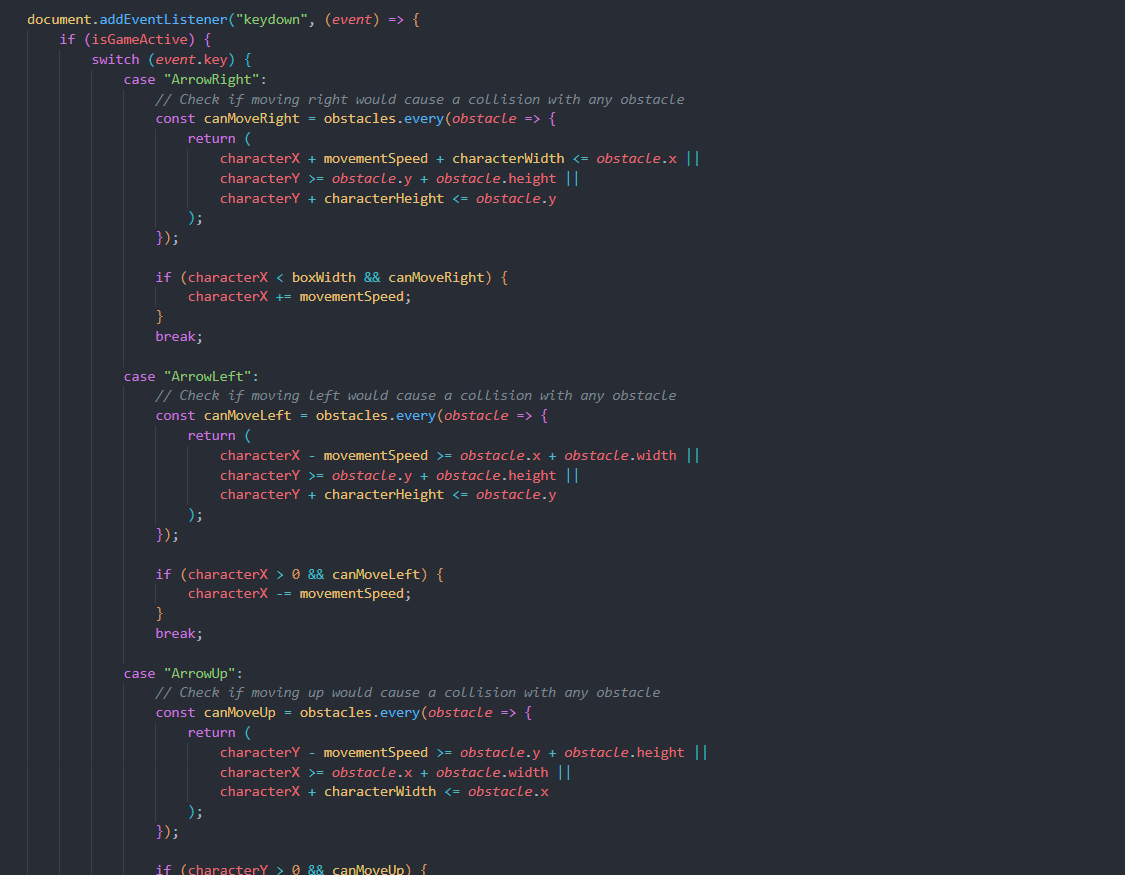 document.addEventListener("keydown", (event) => {
    if (isGameActive) {
        switch (event.key) {
            case "ArrowRight":
                // Check if moving right would cause a collision with any obstacle
                const canMoveRight = obstacles.every(obstacle => {
                    return (
                        characterX + movementSpeed + characterWidth <= obstacle.x ||
                        characterY >= obstacle.y + obstacle.height ||
                        characterY + characterHeight <= obstacle.y
                    );
                });

                if (characterX < boxWidth && canMoveRight) {
                    characterX += movementSpeed;
                }
                break;

            case "ArrowLeft":
                // Check if moving left would cause a collision with any obstacle
                const canMoveLeft = obstacles.every(obstacle => {
                    return (
                        characterX - movementSpeed >= obstacle.x + obstacle.width ||
                        characterY >= obstacle.y + obstacle.height ||
                        characterY + characterHeight <= obstacle.y
                    );
                });

                if (characterX > 0 && canMoveLeft) {
                    characterX -= movementSpeed;
                }
                break;

            case "ArrowUp":
                // Check if moving up would cause a collision with any obstacle
                const canMoveUp = obstacles.every(obstacle => {
                    return (
                        characterY - movementSpeed >= obstacle.y + obstacle.height ||
                        characterX >= obstacle.x + obstacle.width ||
                        characterX + characterWidth <= obstacle.x
                    );
                });

                if (characterY > 0 && canMoveUp) {